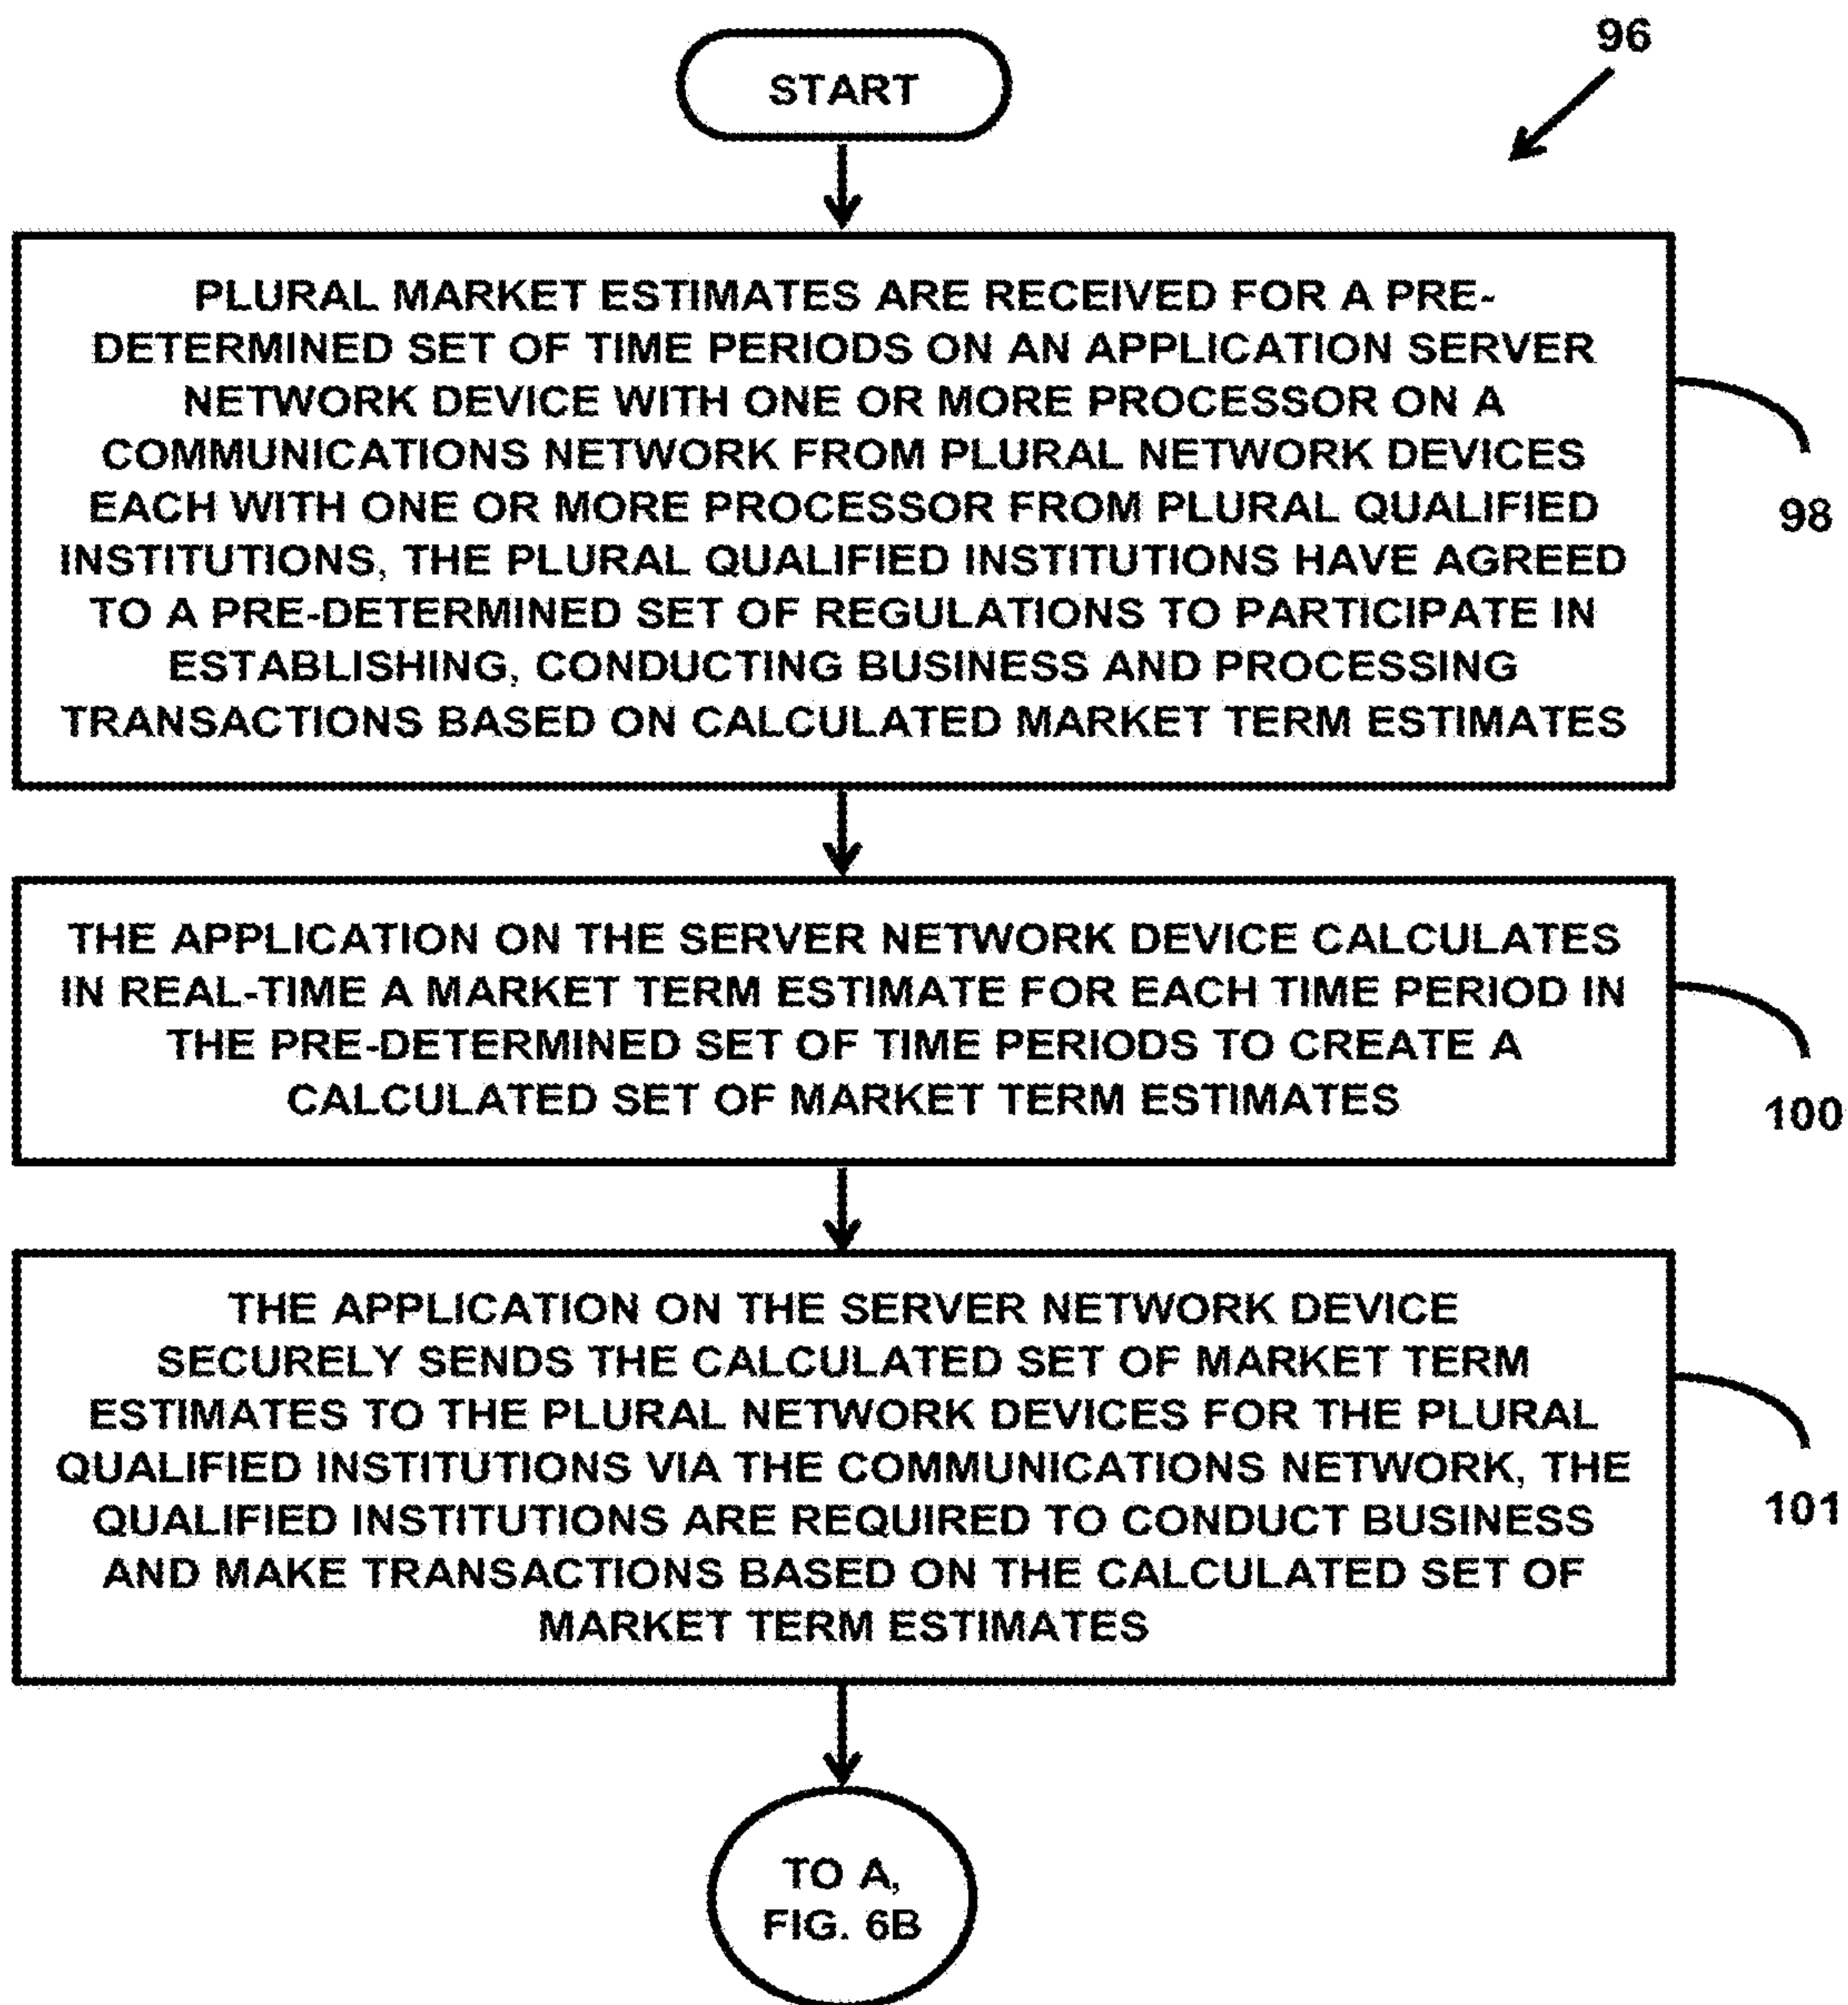 96
START
PLURAL MARKET ESTIMATES ARE RECEIVED FOR A PRE-
DETERMINED SET OF TIME PERIODS ON AN APPLICATION SERVER
NETWORK DEVICE WITH ONE OR MORE PROCESSOR ON A
COMMUNICATIONS NETWORK FROM PLURAL NETWORK DEVICES
EACH WITH ONE OR MORE PROCESSOR FROM PLURAL QUALIFIED
INSTITUTIONS, THE PLURAL QUALIFIED INSTITUTIONS HAVE AGREED
TO A PRE-DETERMINED SET OF REGULATIONS TO PARTICIPATE IN
ESTABLISHING, CONDUCTING BUSINESS AND PROCESSING
TRANSACTIONS BASED ON CALCULATED MARKET TERM ESTIMATES
98
THE APPLICATION ON THE SERVER NETWORK DEVICE CALCULATES
IN REAL-TIME A MARKET TERM ESTIMATE FOR EACH TIME PERIOD IN
THE PRE-DETERMINED SET OF TIME PERIODS TO CREATE A
CALCULATED SET OF MARKET TERM ESTIMATES
100
THE APPLICATION ON THE SERVER NETWORK DEVICE
SECURELY SENDS THE CALCULATED SET OF MARKET TERM
ESTIMATES TO THE PLURAL NETWORK DEVICES FOR THE PLURAL
QUALIFIED INSTITUTIONS VIA THE COMMUNICATIONS NETWORK, THE
QUALIFIED INSTITUTIONS ARE REQUIRED TO CONDUCT BUSINESS
AND MAKE TRANSACTIONS BASED ON THE CALCULATED SET OF
MARKET TERM ESTIMATES
101
TO A,
FIG. 6B